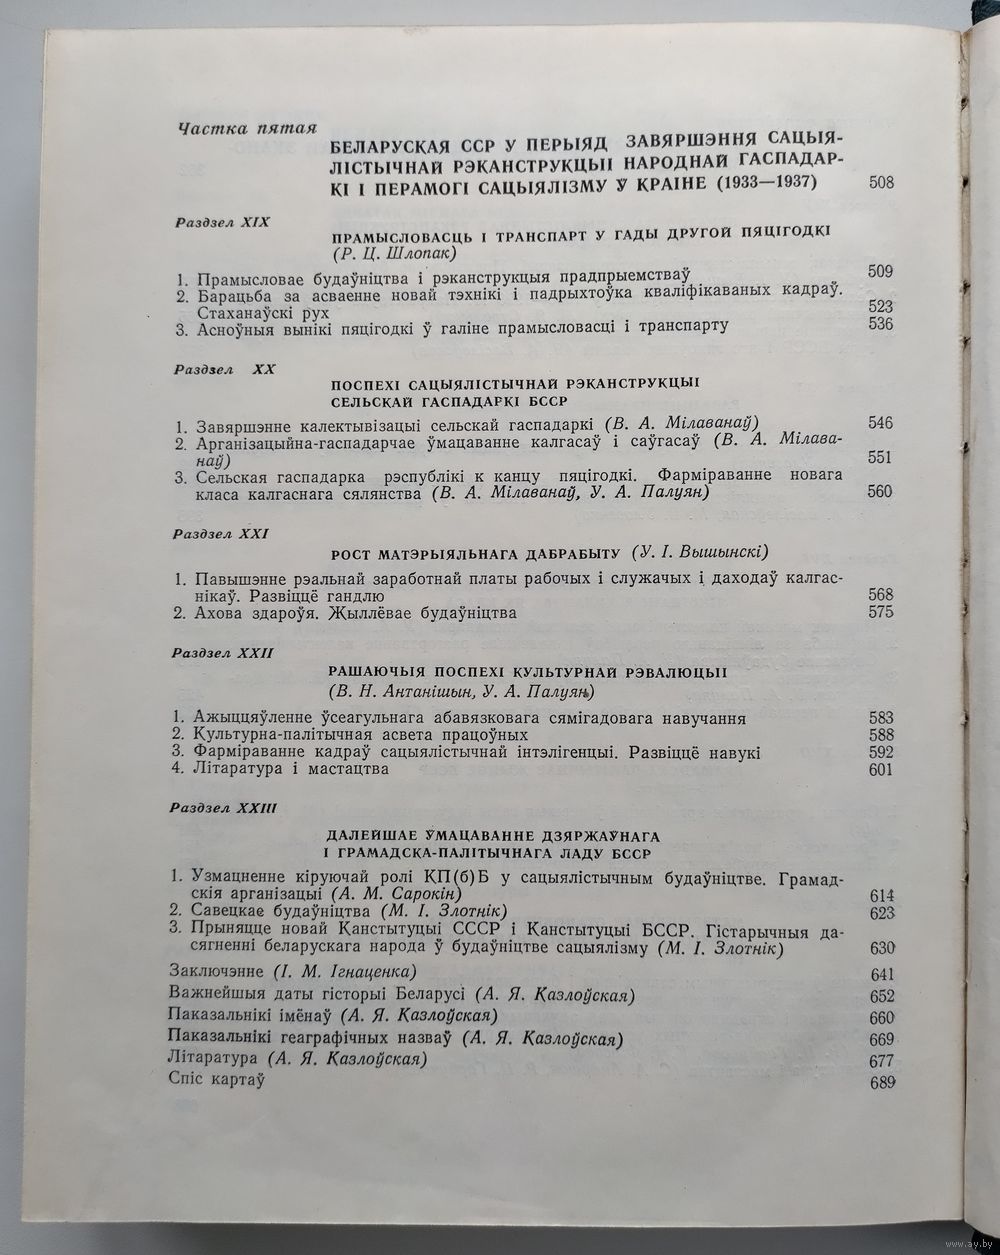 Частка пятая
БЕЛАРУСКАЯ ССР У ПЕРЫЯД ЗАВЯРШЭННЯ САЦЫЯ-
ЛІСТЫЧНАЙ РЭКАНСТРУКЦЫІ НАРОДНАЙ ГАСПАДАР-
КІ І ПЕРАМОГІ САЦЫЯЛІЗМУ Ў КРАІНЕ (1933—1937) 508
Раздзел XIX
ПРАМЫСЛОВАСЦЬ І ТРАНСПАРТ У ГАДЫ ДРУГОЙ ПЯЦІГОДКІ
(Р. Ц. Шлопак)
1. Прамысловае будаўніцтва і рэканструкцыя прадпрыемстваў 509
2. Барацьба за асваенне новай тэхнікі і падрыхтоўка кваліфікаваных кадраў.
Стаханаўскі рух 523
3. Асноўныя вынікі пяцігодкі ў галіне прамысловасці і транспарту 536
Раздзел XX
ПОСПЕХІ САЦЫЯЛІСТЫЧНАЙ РЭКАНСТРУКЦЫІ
СЕЛЬСКАЙ ГАСПАДАРКІ БССР
1. Завяршэнне калектывізацыі сельскай гаспадаркі (В. А. Мілаванаў) 546
2. Арганізацыйна-гаспадарчае ўмацаванне калгасаў і саўгасаў (В. А. Мілава-
наў) 551
3. Сельская гаспадарка рэспублікі к канцу пяцігодкі. Фарміраванне новага
класа калгаснага сялянства (В. А. Мілаванаў, У. А. Палуян) 560
Раздзел XXI
РОСТ МАТЭРЫЯЛЬНАГА ДАБРАБЫТУ (У. І. Вышынскі)
1. Павышэнне рэальнай заработнай платы рабочых і служачых і даходаў калгас-
нікаў. Развіццё гандлю 568
2. Ахова здароўя. Жыллёвае будаўніцтва 575
Раздзел XXII
РАШАЮЧЫЯ ПОСПЕХІ КУЛЬТУРНАЙ РЭВАЛЮЦЫІ
(В. Н. Антанішын, У. А. Палуян)
1. Ажыццяўленне ўсеагульнага абавязковага сямігадовага навучання 583
2. Культурна-палітычная асвета працоўных 588
3. Фарміраванне кадраў сацыялістычнай інтэлігенцыі. Развіццё навукі 592
4. Літаратура і мастацтва 601
Раздзел XXIII
ДАЛЕЙШАЕ ЎМАЦАВАННЕ ДЗЯРЖАЎНАГА
І ГРАМАДСКА-ПАЛІТЫЧНАГА ЛАДУ БССР
1. Узмацненне кіруючай ролі КП(б)Б у сацыялістычным будаўніцтве. Грамад-
скія арганізацыі (А. М. Сарокін) 614
2. Савецкае будаўніцтва (М. І. Злотнік) 623
3. Прыняцце новай Канстытуцыі СССР і Канстытуцыі БССР. Гістарычныя да-
сягненні беларускага народа ў будаўніцтве сацыялізму (М. І. Злотнік) 630
Заключэнне (І. М. Ігнаценка) 641
Важнейшыя даты гісторыі Беларусі (А. Я. Казлоўская) 652
Паказальнікі імёнаў (А. Я. Казлоўская) 660
Паказальнікі геаграфічных назваў (А. Я. Казлоўская) 669
Літаратура (А. Я. Казлоўская) 677
Спіс картаў 689
www.ay.by